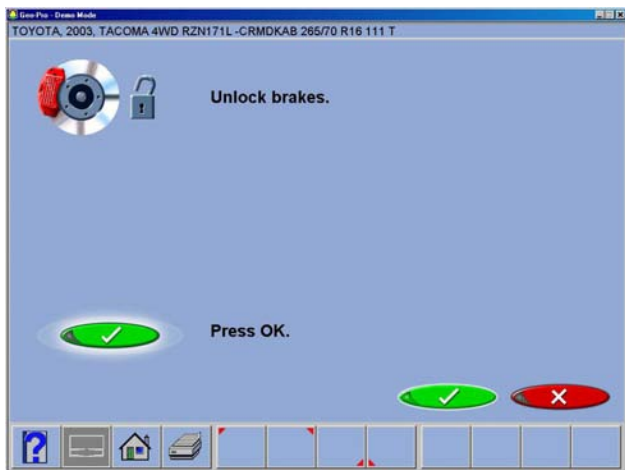 Geo-Pro - Demo Mode
TOYOTA, 2003, TACOMA 4WD RZN171L -CRMDKAB 265/70 R16 111 T
Unlock brakes.
Press OK.